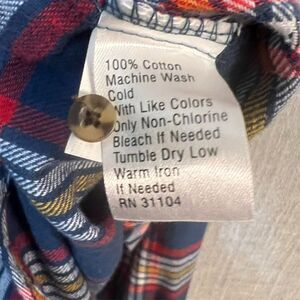 100% Cotton
Machine Wash
Cold
With Like Colors
Only Non-Chlorine
Bleach If Needed
Tumble Dry Low
Warm Iron
If Needed
RN 31104